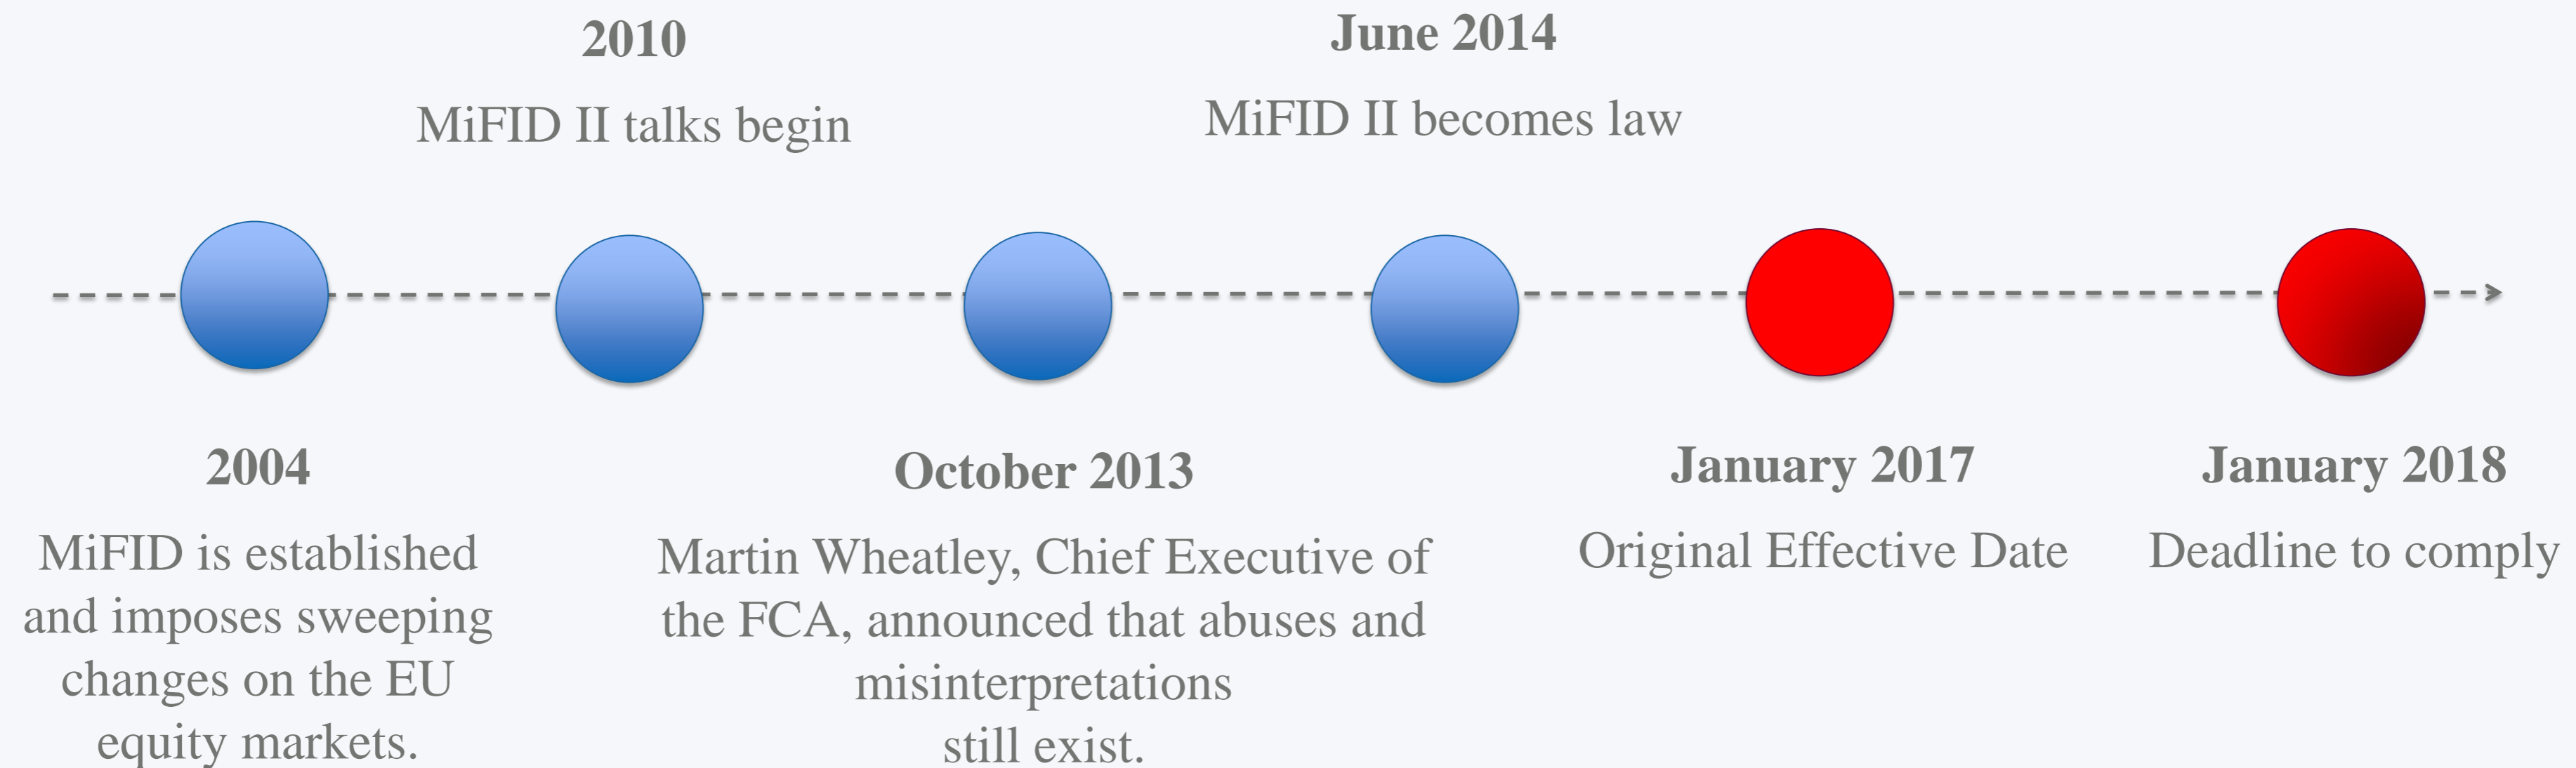 2010
MiFID II talks begin
June 2014
MiFID II becomes law
2004
MiFID is established
and imposes sweeping
changes on the EU
equity markets.
October 2013
Martin Wheatley, Chief Executive of
the FCA, announced that abuses and
misinterpretations
still exist.
January 2017
Original Effective Date
January 2018
Deadline to comply